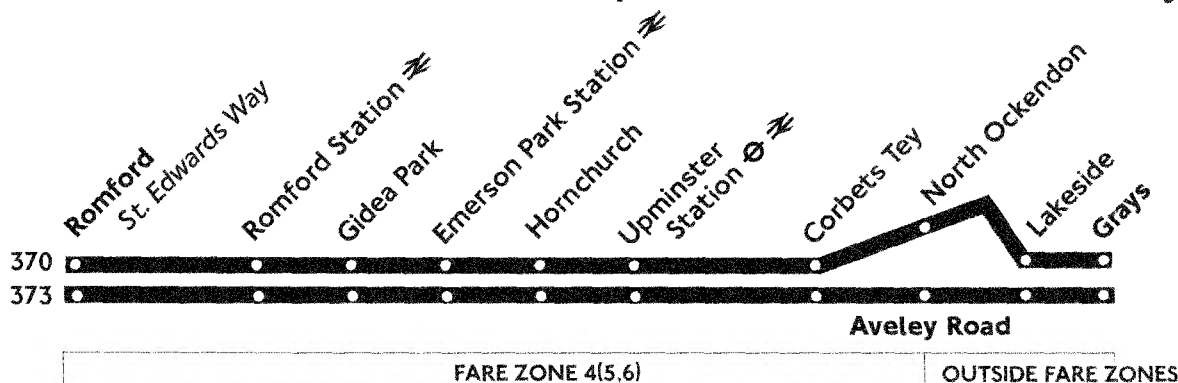 Romford
St. Edwards Way
Romford Station
Gidea Park
Emerson Park Station
Hornchurch
Upminster
Station
Corbets Tey
North Ockendon
Lakeside
Grays
370
373
Aveley Road
FARE ZONE 4(5,6)
OUTSIDE FARE ZONES